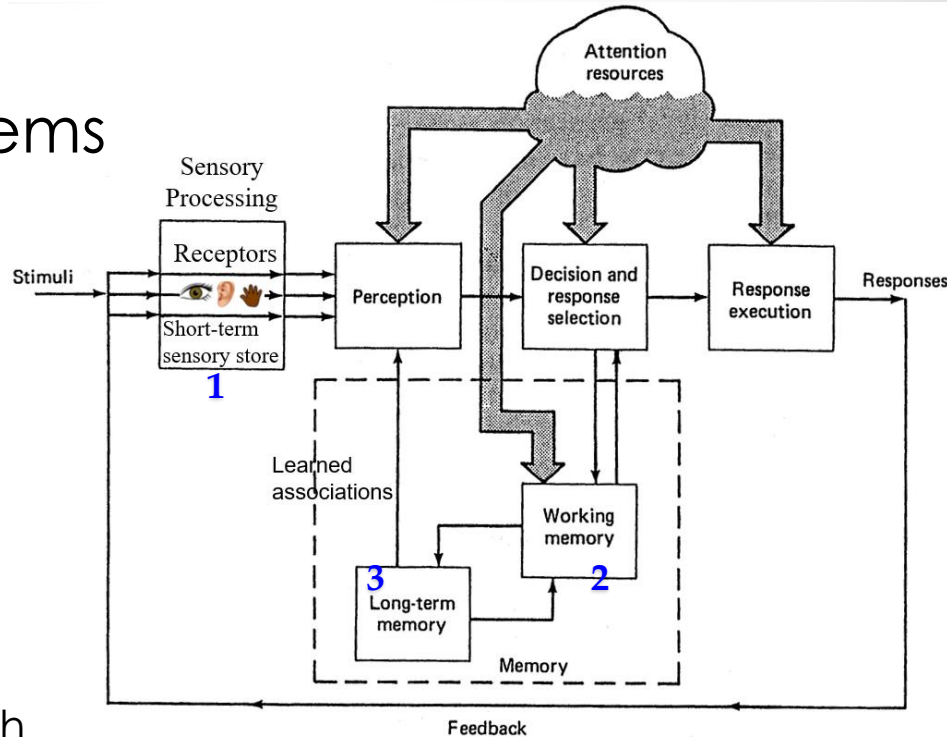 ems
Attention
resources
Sensory
Processing
Receptors
Stimuli
Short-term
sensory store
1
Perception
Decision and
response
selection
Response
execution
Responses
Learned
associations
Working
memory
2
3
Long-term
memory
Memory
h
Feedback